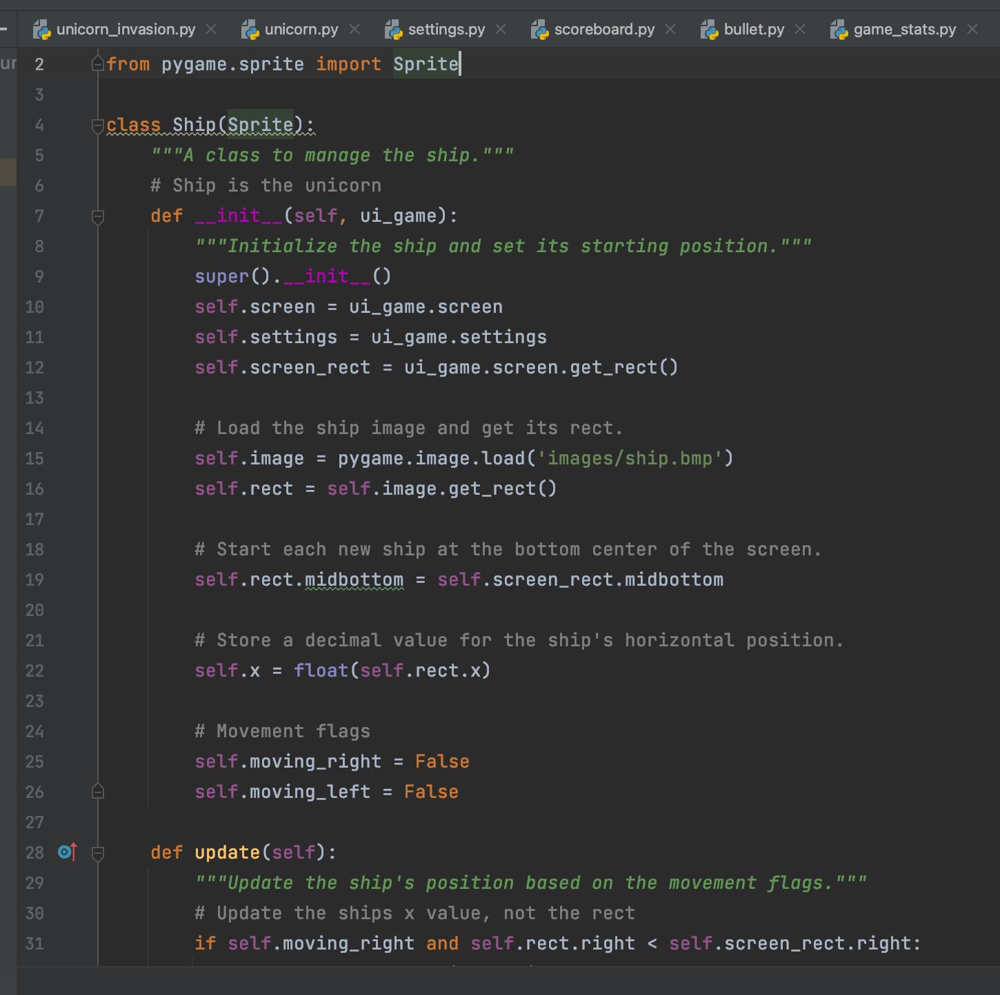 unicorn_invasion.py unicorn.py settings.py scoreboard.py bullet.py game_stats.py
ur
2 from pygame.sprite import Sprite
3
4 class Ship(Sprite):
5 """A class to manage the ship."""
6 # Ship is the unicorn
7 def __init__(self, ui_game):
8 """Initialize the ship and set its starting position."""
9 super().__init__()
10 self.screen = ui_game.screen
11 self.settings = ui_game.settings
12 self.screen_rect = ui_game.screen.get_rect()
13
14 # Load the ship image and get its rect.
15 self.image = pygame.image.load('images/ship.bmp')
16 self.rect = self.image.get_rect()
17
18 # Start each new ship at the bottom center of the screen.
19 self.rect.midbottom = self.screen_rect.midbottom
20
21 # Store a decimal value for the ship's horizontal position.
22 self.x = float(self.rect.x)
23
24 # Movement flags
25 self.moving_right = False
26 self.moving_left = False
27
28 def update(self):
29 """Update the ship's position based on the movement flags."""
30 # Update the ships x value, not the rect
31 if self.moving_right and self.rect.right < self.screen_rect.right: